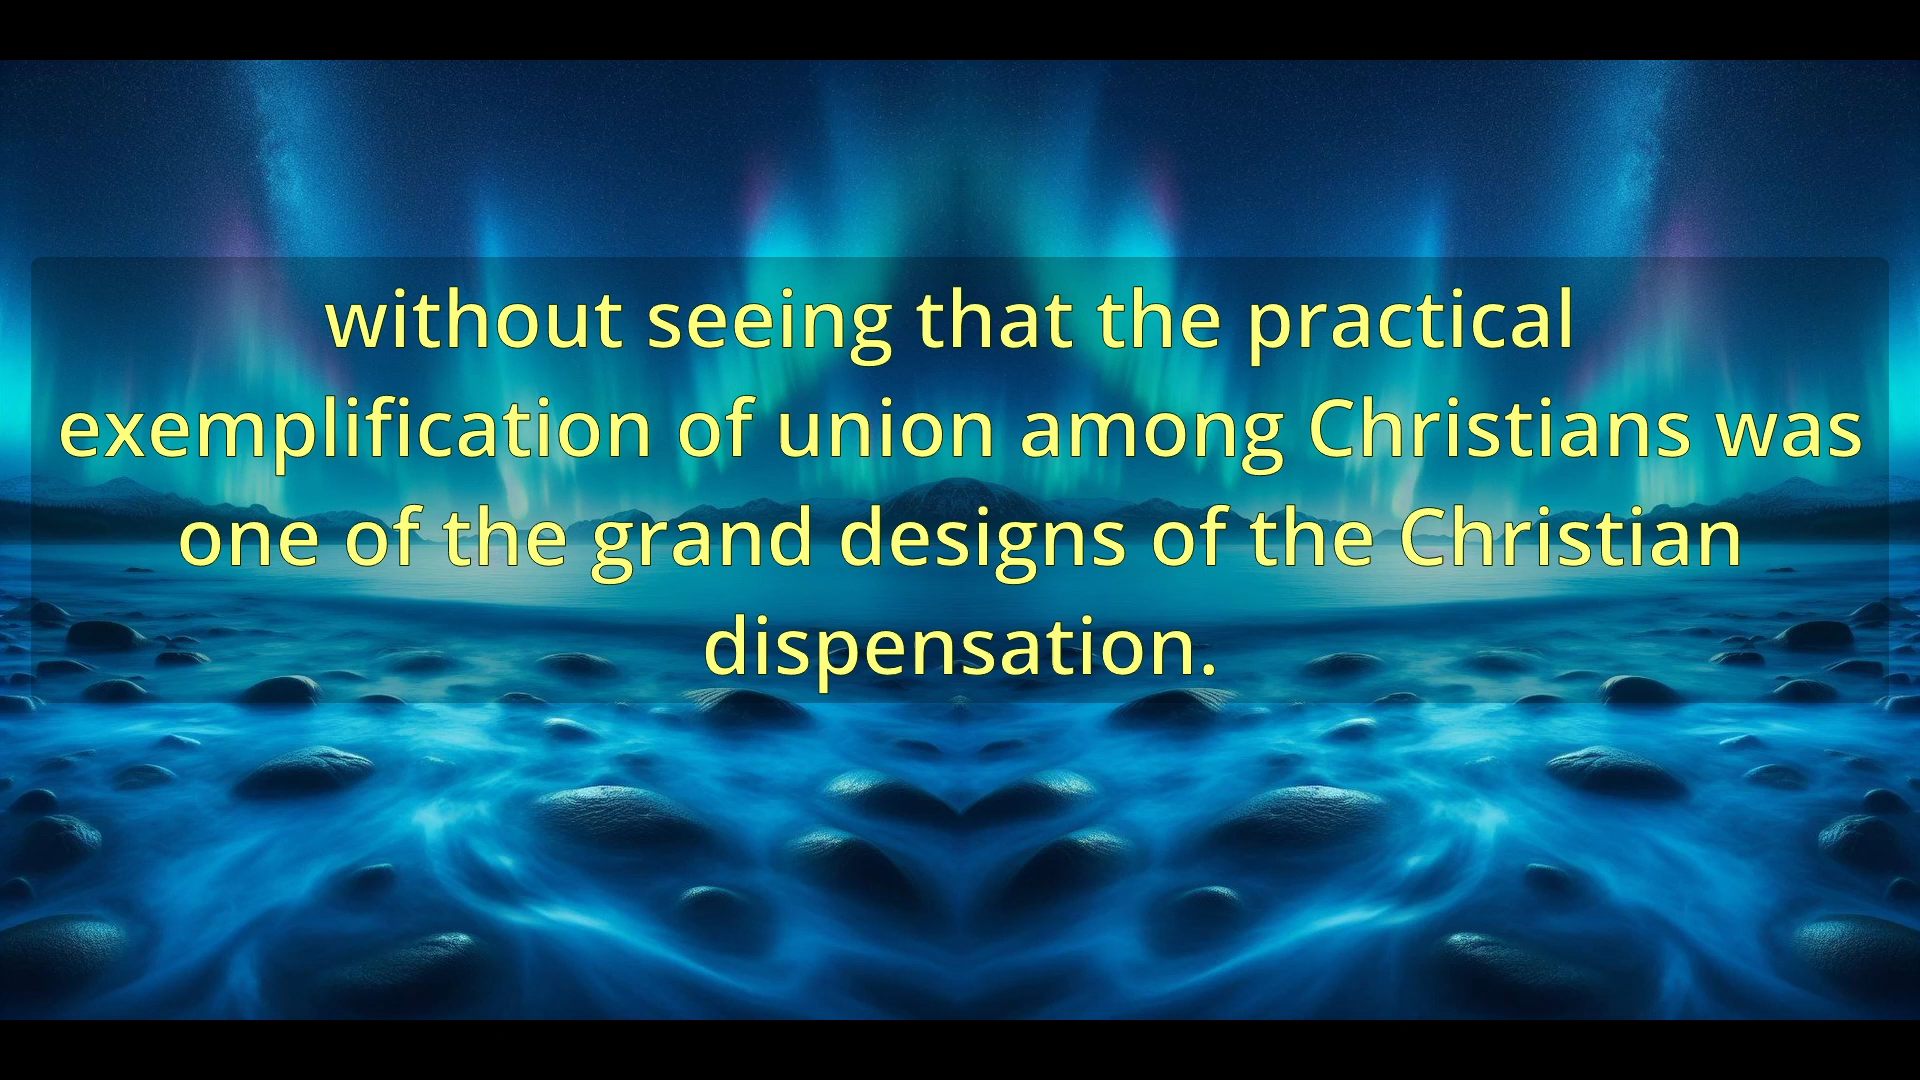 without seeing that the practical
exemplification of union among Christians was
one of the grand designs of the Christian
dispensation.